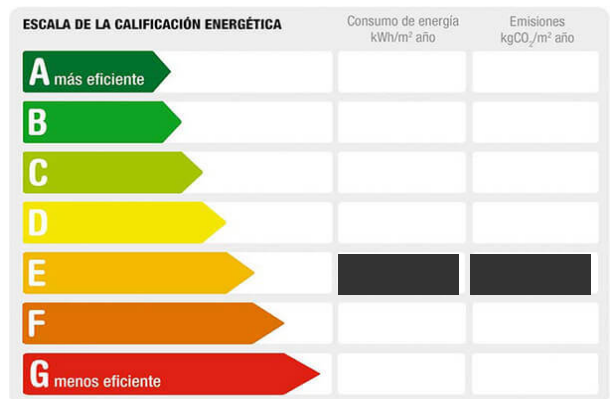 ESCALA DE LA CALIFICACIÓN ENERGÉTICA
Consumo de energía
kWh/m² año
Emisiones
kgCO₂/m² año
A más eficiente
B
C
D
E
F
G menos eficiente